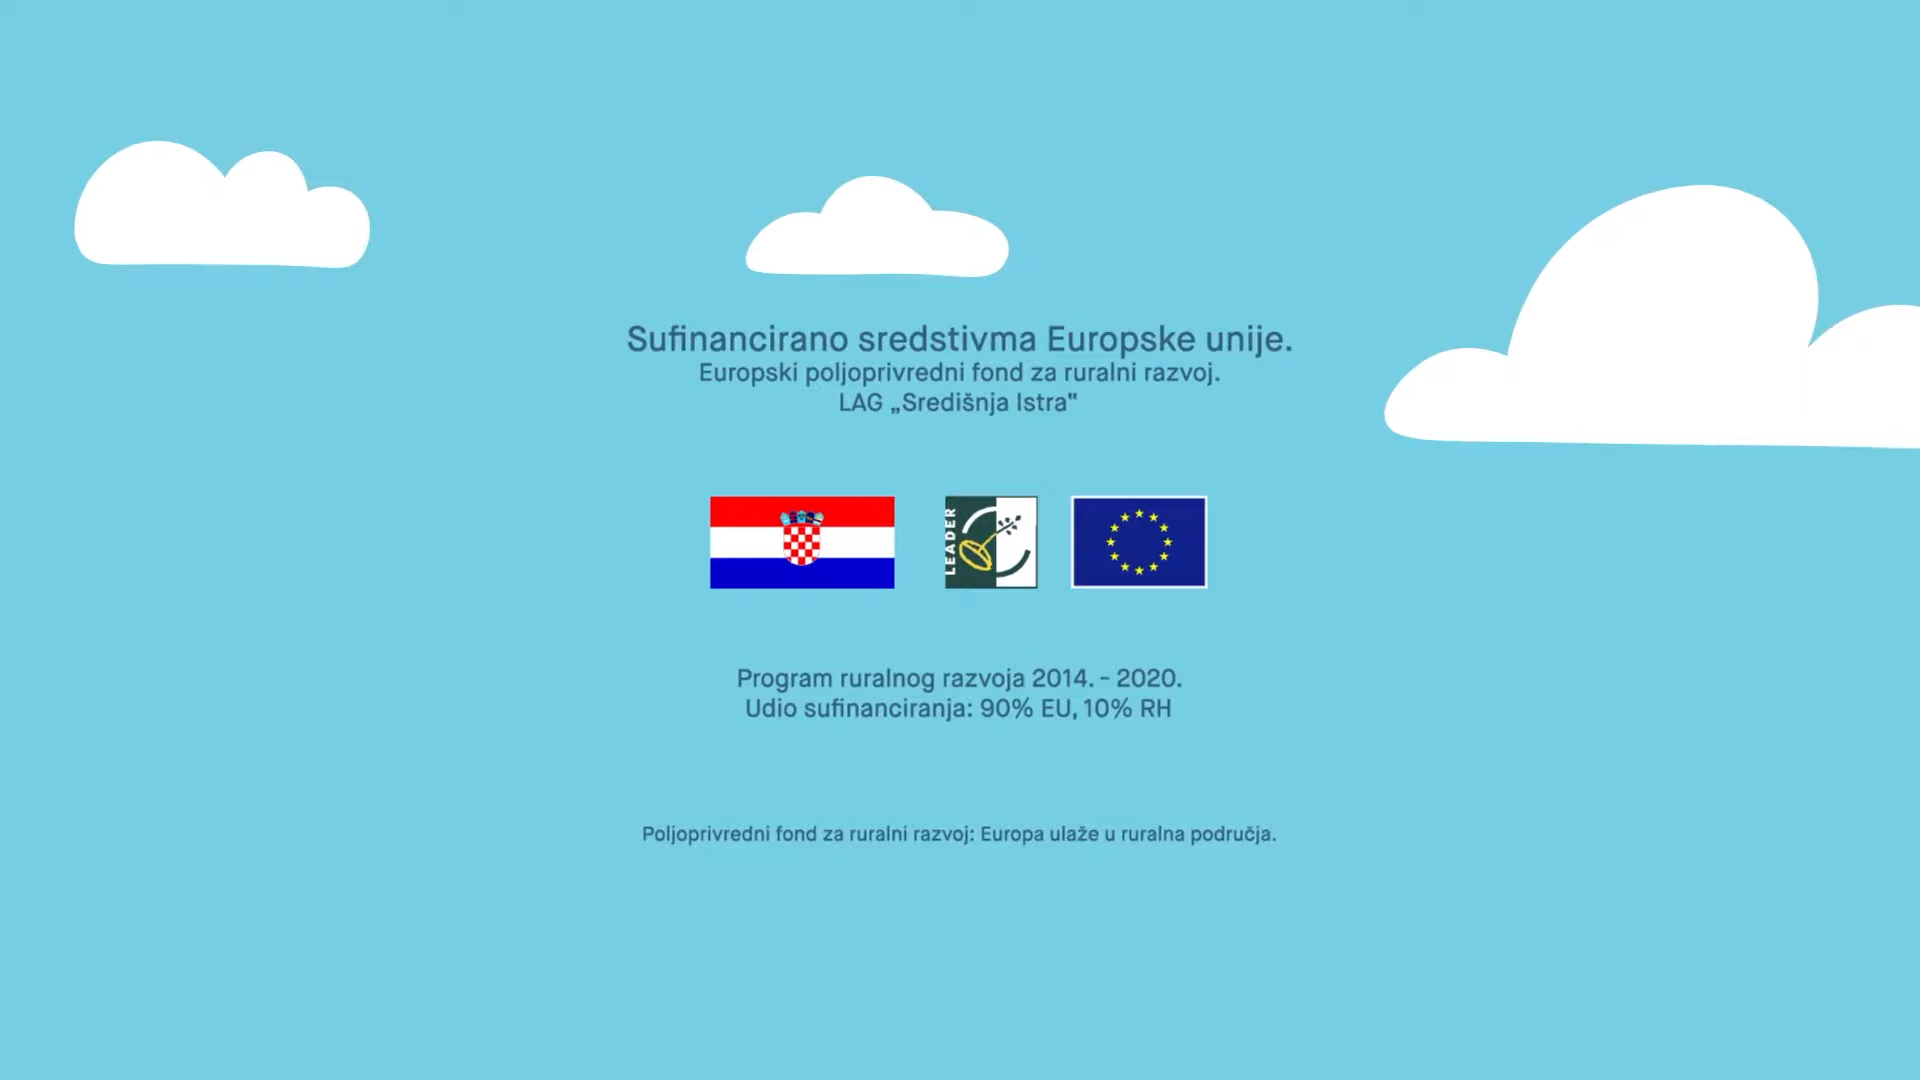 Sufinancirano sredstivma Europske unije.
Europski poljoprivredni fond za ruralni razvoj.
LAG „Središnja Istra"
LEADER
Program ruralnog razvoja 2014. - 2020.
Udio sufinanciranja: 90% EU, 10% RH
Poljoprivredni fond za ruralni razvoj: Europa ulaže u ruralna područja.